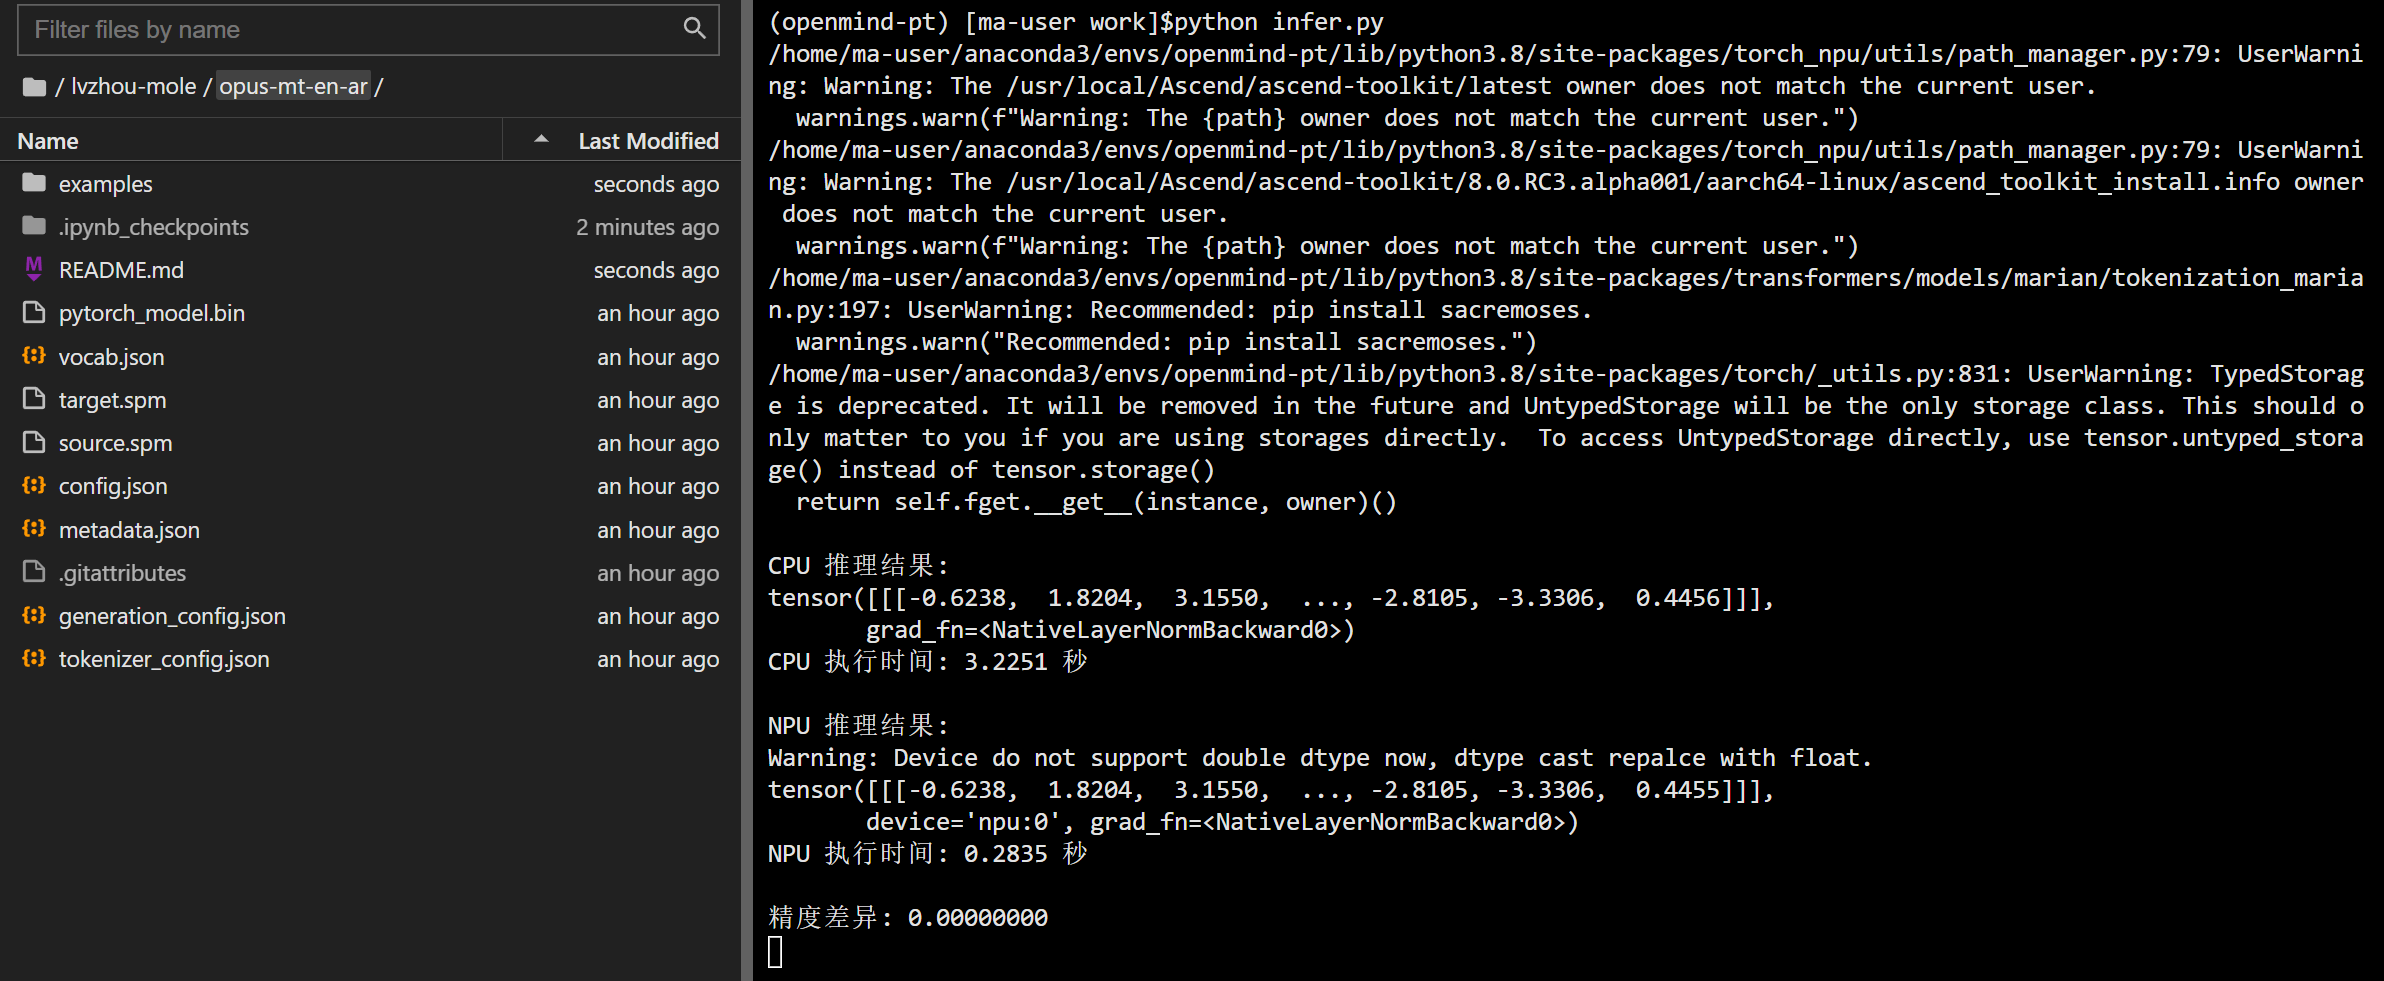 Filter files by name
/ lvzhou-mole / opus-mt-en-ar /
Name Last Modified
examples seconds ago
.ipynb_checkpoints 2 minutes ago
README.md seconds ago
pytorch_model.bin an hour ago
vocab.json an hour ago
target.spm an hour ago
source.spm an hour ago
config.json an hour ago
metadata.json an hour ago
.gitattributes an hour ago
generation_config.json an hour ago
tokenizer_config.json an hour ago
(openmind-pt) [ma-user work]$python infer.py
/home/ma-user/anaconda3/envs/openmind-pt/lib/python3.8/site-packages/torch_npu/utils/path_manager.py:79: UserWarni
ng: Warning: The /usr/local/Ascend/ascend-toolkit/latest owner does not match the current user.
  warnings.warn(f"Warning: The {path} owner does not match the current user.")
/home/ma-user/anaconda3/envs/openmind-pt/lib/python3.8/site-packages/torch_npu/utils/path_manager.py:79: UserWarni
ng: Warning: The /usr/local/Ascend/ascend-toolkit/8.0.RC3.alpha001/aarch64-linux/ascend_toolkit_install.info owner
 does not match the current user.
  warnings.warn(f"Warning: The {path} owner does not match the current user.")
/home/ma-user/anaconda3/envs/openmind-pt/lib/python3.8/site-packages/transformers/models/marian/tokenization_maria
n.py:197: UserWarning: Recommended: pip install sacremoses.
  warnings.warn("Recommended: pip install sacremoses.")
/home/ma-user/anaconda3/envs/openmind-pt/lib/python3.8/site-packages/torch/_utils.py:831: UserWarning: TypedStorag
e is deprecated. It will be removed in the future and UntypedStorage will be the only storage class. This should o
nly matter to you if you are using storages directly.  To access UntypedStorage directly, use tensor.untyped_stora
ge() instead of tensor.storage()
  return self.fget.__get__(instance, owner)()
CPU 推理结果:
tensor([[[-0.6238,  1.8204,  3.1550,  ..., -2.8105, -3.3306,  0.4456]]],
       grad_fn=<NativeLayerNormBackward0>)
CPU 执行时间: 3.2251 秒
NPU 推理结果:
Warning: Device do not support double dtype now, dtype cast repalce with float.
tensor([[[-0.6238,  1.8204,  3.1550,  ..., -2.8105, -3.3306,  0.4455]]],
       device='npu:0', grad_fn=<NativeLayerNormBackward0>)
NPU 执行时间: 0.2835 秒
精度差异: 0.00000000